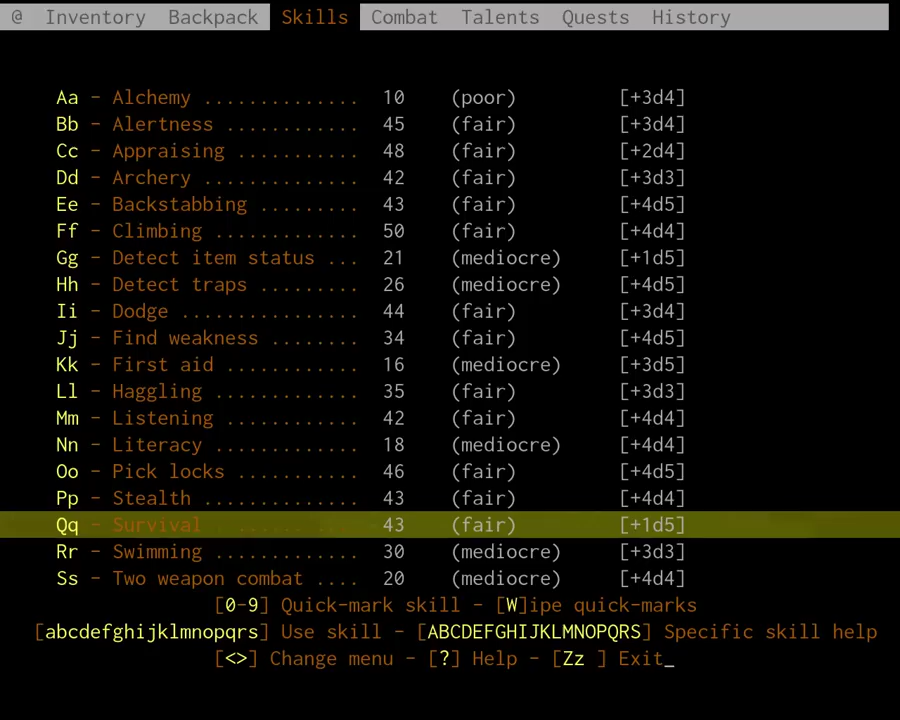 @ Inventory Backpack Skills Combat Talents Quests History
Aa - Alchemy .............. 10 (poor) [+3d4]
Bb - Alertness ............ 45 (fair) [+3d4]
Cc - Appraising ........... 48 (fair) [+2d4]
Dd - Archery .............. 42 (fair) [+3d3]
Ee - Backstabbing ......... 43 (fair) [+4d5]
Ff - Climbing ............. 50 (fair) [+4d4]
Gg - Detect item status ... 21 (mediocre) [+1d5]
Hh - Detect traps ......... 26 (mediocre) [+4d5]
Ii - Dodge ................ 44 (fair) [+3d4]
Jj - Find weakness ........ 34 (fair) [+4d5]
Kk - First aid ............ 16 (mediocre) [+3d5]
Ll - Haggling ............. 35 (fair) [+3d3]
Mm - Listening ............ 42 (fair) [+4d4]
Nn - Literacy ............. 18 (mediocre) [+4d4]
Oo - Pick locks ........... 46 (fair) [+4d5]
Pp - Stealth .............. 43 (fair) [+4d4]
Qq - Survival ............. 43 (fair) [+1d5]
Rr - Swimming ............. 30 (mediocre) [+3d3]
Ss - Two weapon combat .... 20 (mediocre) [+4d4]
[0-9] Quick-mark skill - [W]ipe quick-marks
[abcdefghijklmnopqrs] Use skill - [ABCDEFGHIJKLMNOPQRS] Specific skill help
[<>] Change menu - [?] Help - [Zz ] Exit_